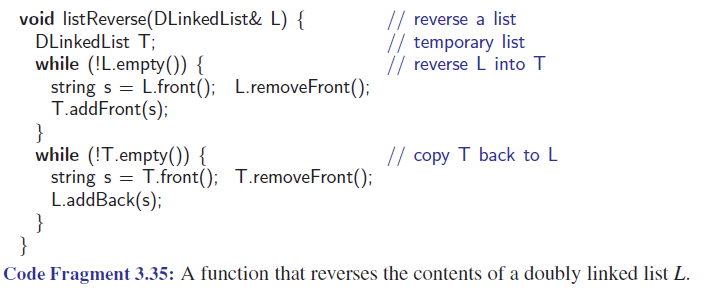 void listReverse(DLinkedList& L) { // reverse a list
DLinkedList T; // temporary list
while (!L.empty()) { // reverse L into T
string s = L.front(); L.removeFront();
T.addFront(s);
}
while (!T.empty()) { // copy T back to L
string s = T.front(); T.removeFront();
L.addBack(s);
}
}
Code Fragment 3.35: A function that reverses the contents of a doubly linked list L.